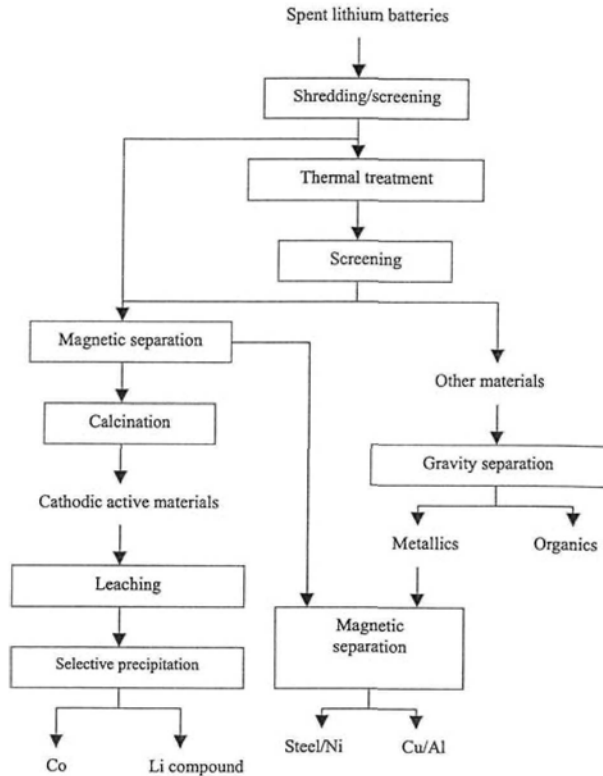 Spent lithium batteries
Shredding/screening
Thermal treatment
Screening
Magnetic separation
Other materials
Calcination
Gravity separation
Cathodic active materials
Metallics
Organics
Leaching
Magnetic
separation
Selective precipitation
Steel/Ni
Cu/Al
Co
Li compound